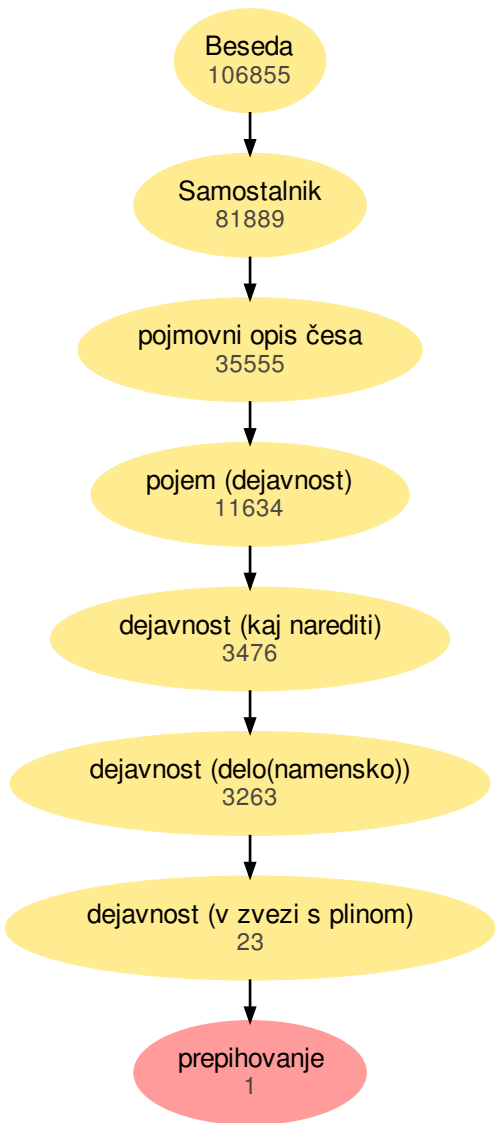 Beseda
106855
Samostalnik
81889
pojmovni opis česa
35555
pojem (dejavnost)
11634
dejavnost (kaj narediti)
3476
dejavnost (delo(namensko))
3263
dejavnost (v zvezi s plinom)
23
prepihovanje
1